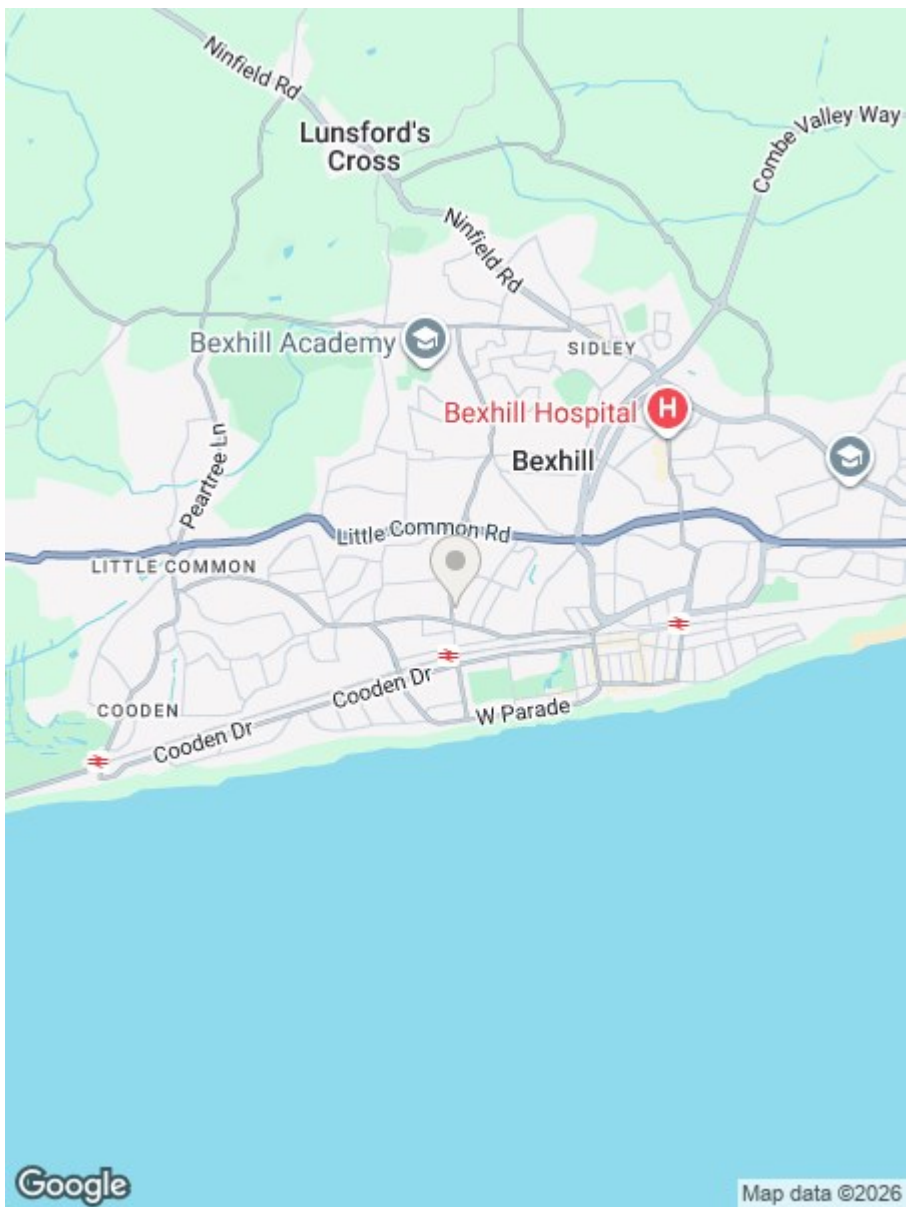 Ninfield Rd
Combe Valley Way
Lunsford's
Cross
Ninfield Rd
Bexhill Academy
SIDLEY
Bexhill Hospital
H
Bexhill
Peartree Ln
Little Common Rd
LITTLE COMMON
Cooden Dr
COODEN
W Parade
Cooden Dr
Google
Map data ©2026